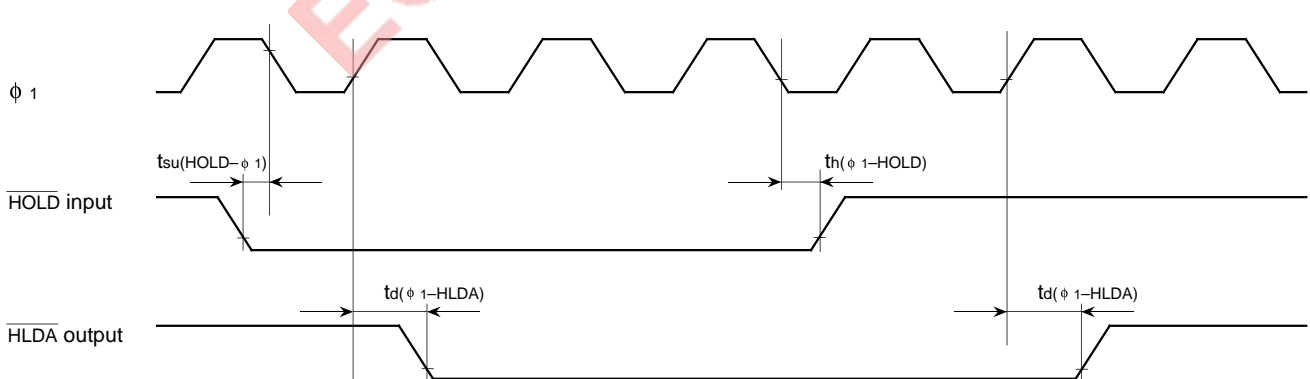 ϕ 1
tsu(HOLD–ϕ 1)
th(ϕ 1–HOLD)
HOLD input
td(ϕ 1–HLDA)
td(ϕ 1–HLDA)
HLDA output